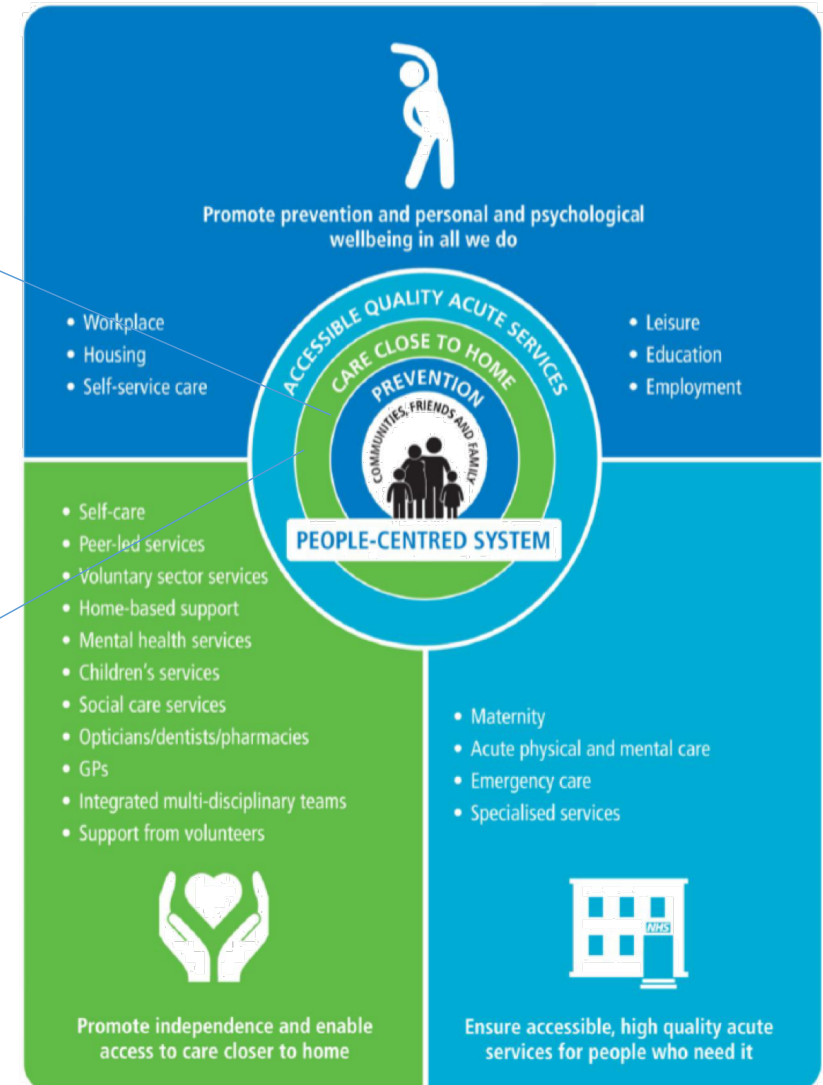 Promote prevention and personal and psychological
wellbeing in all we do
• Workplace
• Housing
• Self-service care
• Leisure
• Education
• Employment
ACCESSIBLE QUALITY ACUTE SERVICES
CARE CLOSE TO HOME
PREVENTION
COMMUNITIES, FRIENDS AND FAMILY
PEOPLE-CENTRED SYSTEM
• Self-care
• Peer-led services
• Voluntary sector services
• Home-based support
• Mental health services
• Children's services
• Social care services
• Opticians/dentists/pharmacies
• GPs
• Integrated multi-disciplinary teams
• Support from volunteers
Promote independence and enable
access to care closer to home
• Maternity
• Acute physical and mental care
• Emergency care
• Specialised services
NHS
Ensure accessible, high quality acute
services for people who need it